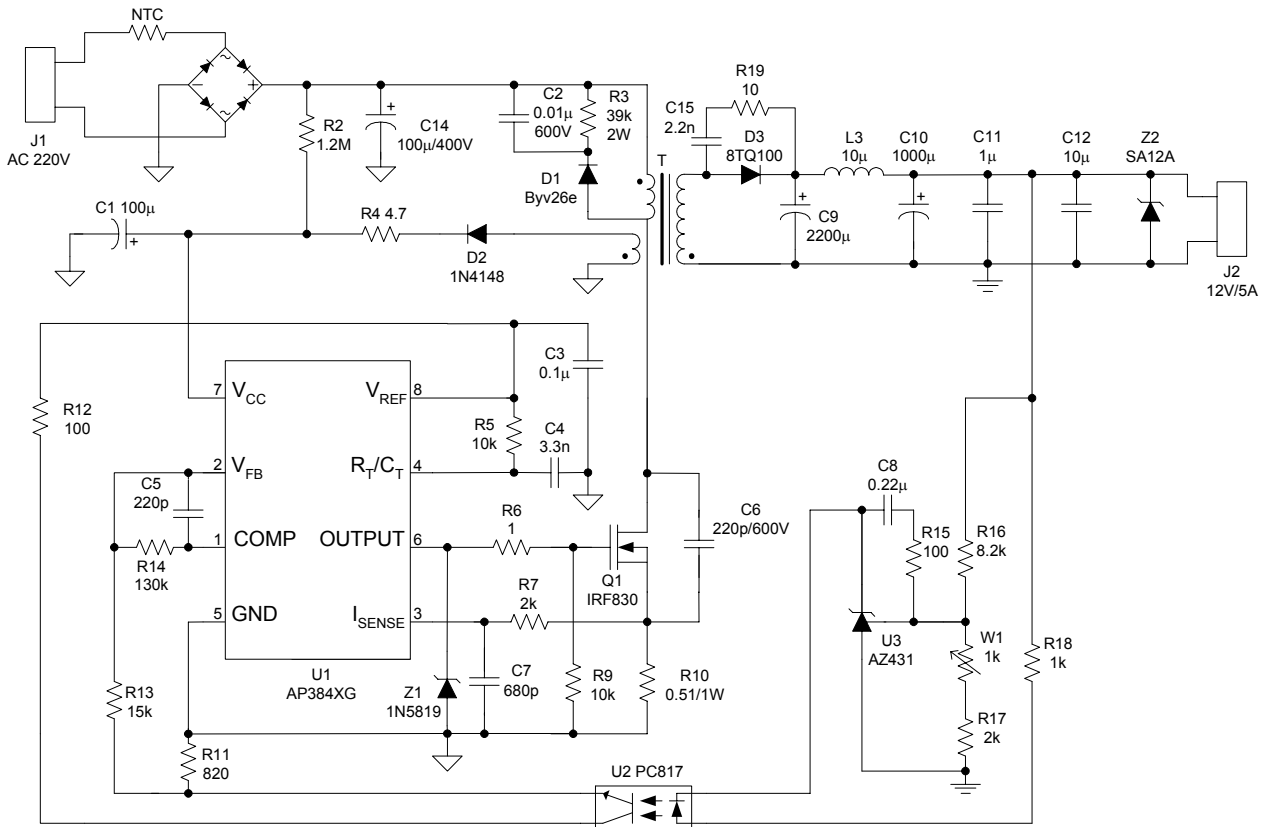 NTC
J1
AC 220V
~
−
+
~
R2
1.2M
+
C14
100μ/400V
C2
0.01μ
600V
R3
39k
2W
D1
Byv26e
T
C15
2.2n
R19
10
D3
8TQ100
L3
10μ
+
C9
2200μ
C10
1000μ
+
C11
1μ
C12
10μ
Z2
SA12A
J2
12V/5A
C1 100μ
+
R4 4.7
D2
1N4148
R12
100
7
VCC
VREF
8
2
VFB
RT/CT
4
1
COMP
OUTPUT
6
5
GND
ISENSE
3
U1
AP384XG
C3
0.1μ
R5
10k
C4
3.3n
C5
220p
R14
130k
R6
1
Q1
IRF830
C6
220p/600V
R7
2k
R13
15k
R11
820
Z1
1N5819
C7
680p
R9
10k
R10
0.51/1W
C8
0.22μ
R15
100
R16
8.2k
U3
AZ431
W1
1k
R18
1k
R17
2k
U2 PC817